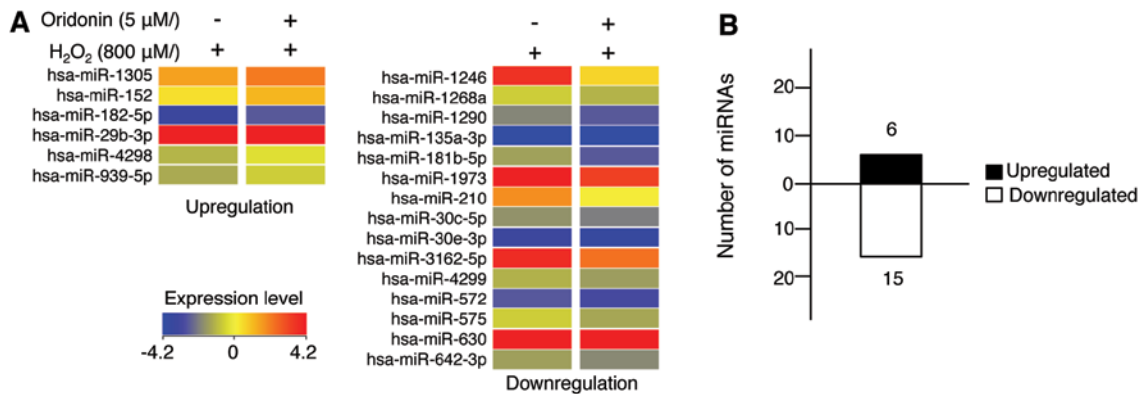 A
Oridonin (5 µM/) - +
H₂O₂ (800 µM/) + +
hsa-miR-1305
hsa-miR-152
hsa-miR-182-5p
hsa-miR-29b-3p
hsa-miR-4298
hsa-miR-939-5p
Upregulation
Expression level
-4.2 0 4.2
- +
+ +
hsa-miR-1246
hsa-miR-1268a
hsa-miR-1290
hsa-miR-135a-3p
hsa-miR-181b-5p
hsa-miR-1973
hsa-miR-210
hsa-miR-30c-5p
hsa-miR-30e-3p
hsa-miR-3162-5p
hsa-miR-4299
hsa-miR-572
hsa-miR-575
hsa-miR-630
hsa-miR-642-3p
Downregulation
B
Number of miRNAs
20
10
0
10
20
6
15
Upregulated
Downregulated